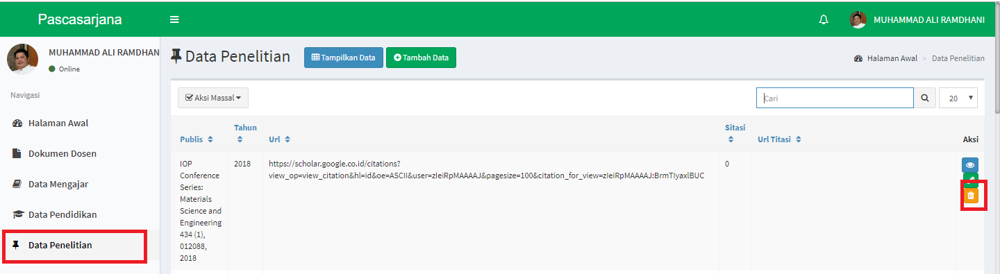 Pascasarjana
MUHAMMAD ALI RAMDHANI
MUHAMMAD ALI RAMDHAN
Online
Navigasi
Halaman Awal
Dokumen Dosen
Data Mengajar
Data Pendidikan
Data Penelitian
Data Penelitian
Tampilkan Data
Tambah Data
Halaman Awal > Data Penelitian
Aksi Massal
Cari
20
Publis
Tahun
Url
Sitasi
Url Titasi
Aksi
IOP
Conference
Series:
Materials
Science and
Engineering
434 (1),
012088,
2018
2018
https://scholar.google.co.id/citations?
view_op=view_citation&hl=id&oe=ASCII&user=zIeiRpMAAAAJ&pagesize=100&citation_for_view=zIeiRpMAAAAJ:BrmTIyaxlBUC
0